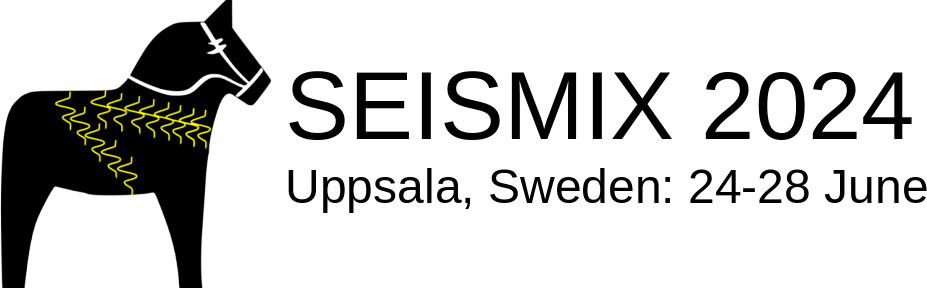 SEISMIX 2024
Uppsala, Sweden: 24-28 June